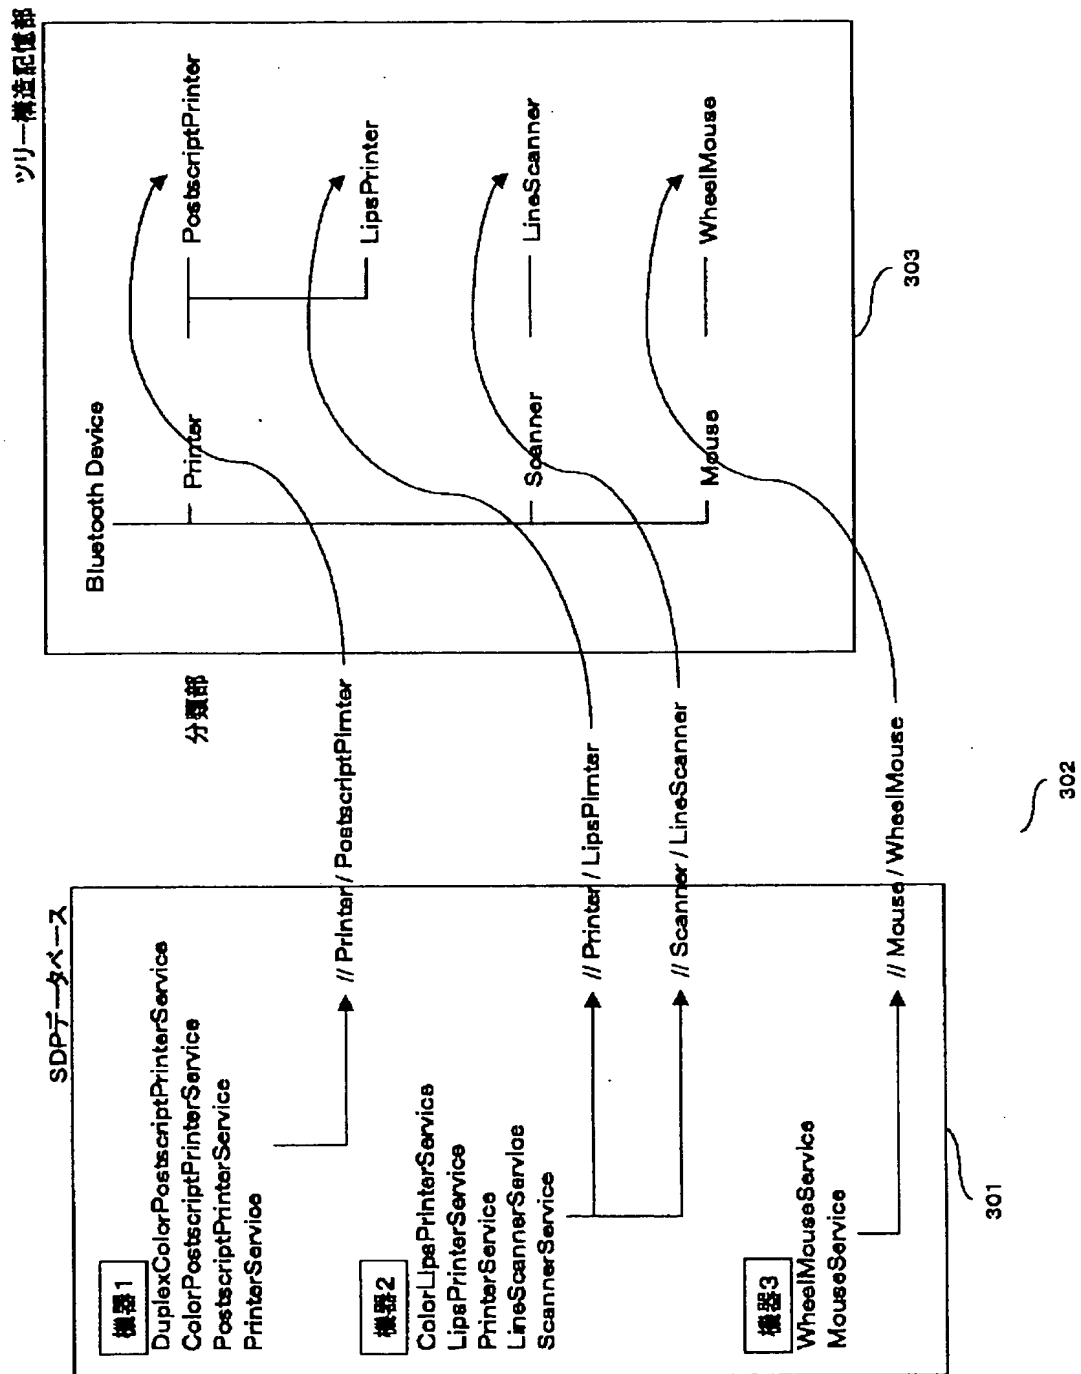 SDPデータベース
機器1
DuplexColorPostscriptPrinterService
ColorPostscriptPrinterService
PostscriptPrinterService
PrinterService
機器2
ColorLipsPrinterService
LipsPrinterService
PrinterService
LineScannerService
ScannerService
機器3
WheelMouseService
MouseService
301
分類部
// Printer / PostscriptPirnter
// Printer / LipsPirnter
// Scanner / LineScanner
// Mouse / WheelMouse
302
ツリー構造記憶部
Bluetooth Device
Printer
PostscriptPrinter
LipsPrinter
Scanner
LineScanner
Mouse
WheelMouse
303